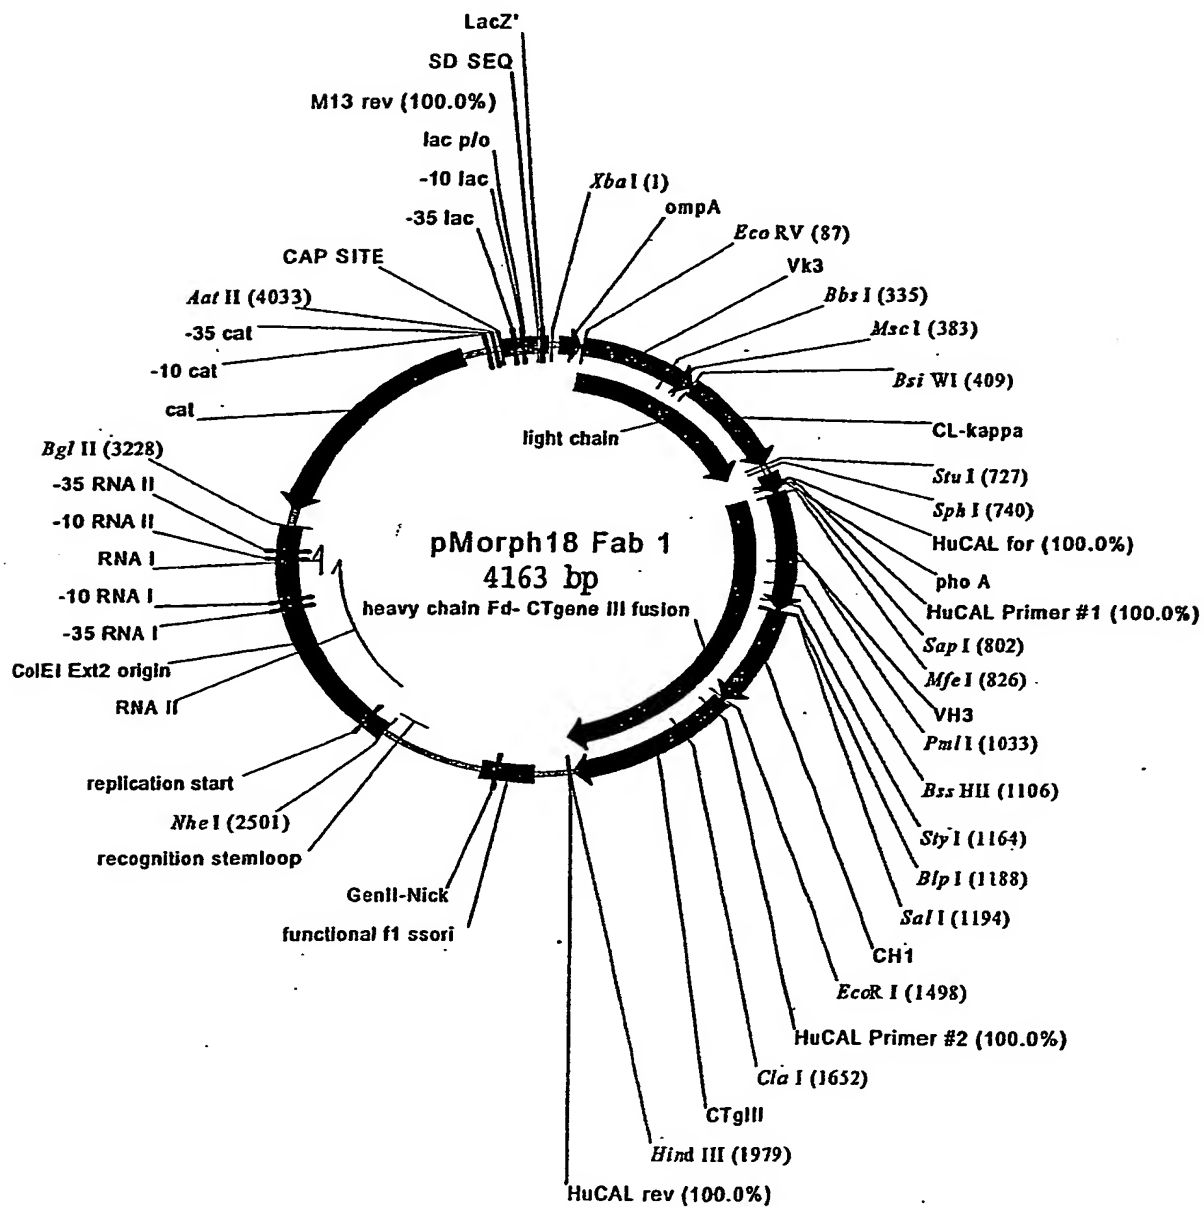 LacZ'
SD SEQ
M13 rev (100.0%)
lac p/o
-10 lac
-35 lac
CAP SITE
Aat II (4033)
-35 cat
-10 cat
cat
Bgl II (3228)
-35 RNA II
-10 RNA II
RNA I
-10 RNA I
-35 RNA I
ColEI Ext2 origin
RNA II
replication start
Nhe I (2501)
recognition stemloop
GenII-Nick
functional f1 ssori
Xba I (1)
ompA
Eco RV (87)
Vk3
Bbs I (335)
Msc I (383)
Bsi WI (409)
CL-kappa
Stu I (727)
Sph I (740)
HuCAL for (100.0%)
pho A
HuCAL Primer #1 (100.0%)
Sap I (802)
Mfe I (826)
VH3
Pml I (1033)
Bss HII (1106)
Sty I (1164)
Blp I (1188)
Sal I (1194)
CH1
EcoR I (1498)
HuCAL Primer #2 (100.0%)
Cla I (1652)
CTgIII
Hind III (1979)
HuCAL rev (100.0%)
light chain
pMorph18 Fab 1
4163 bp
heavy chain Fd- CTgene III fusion